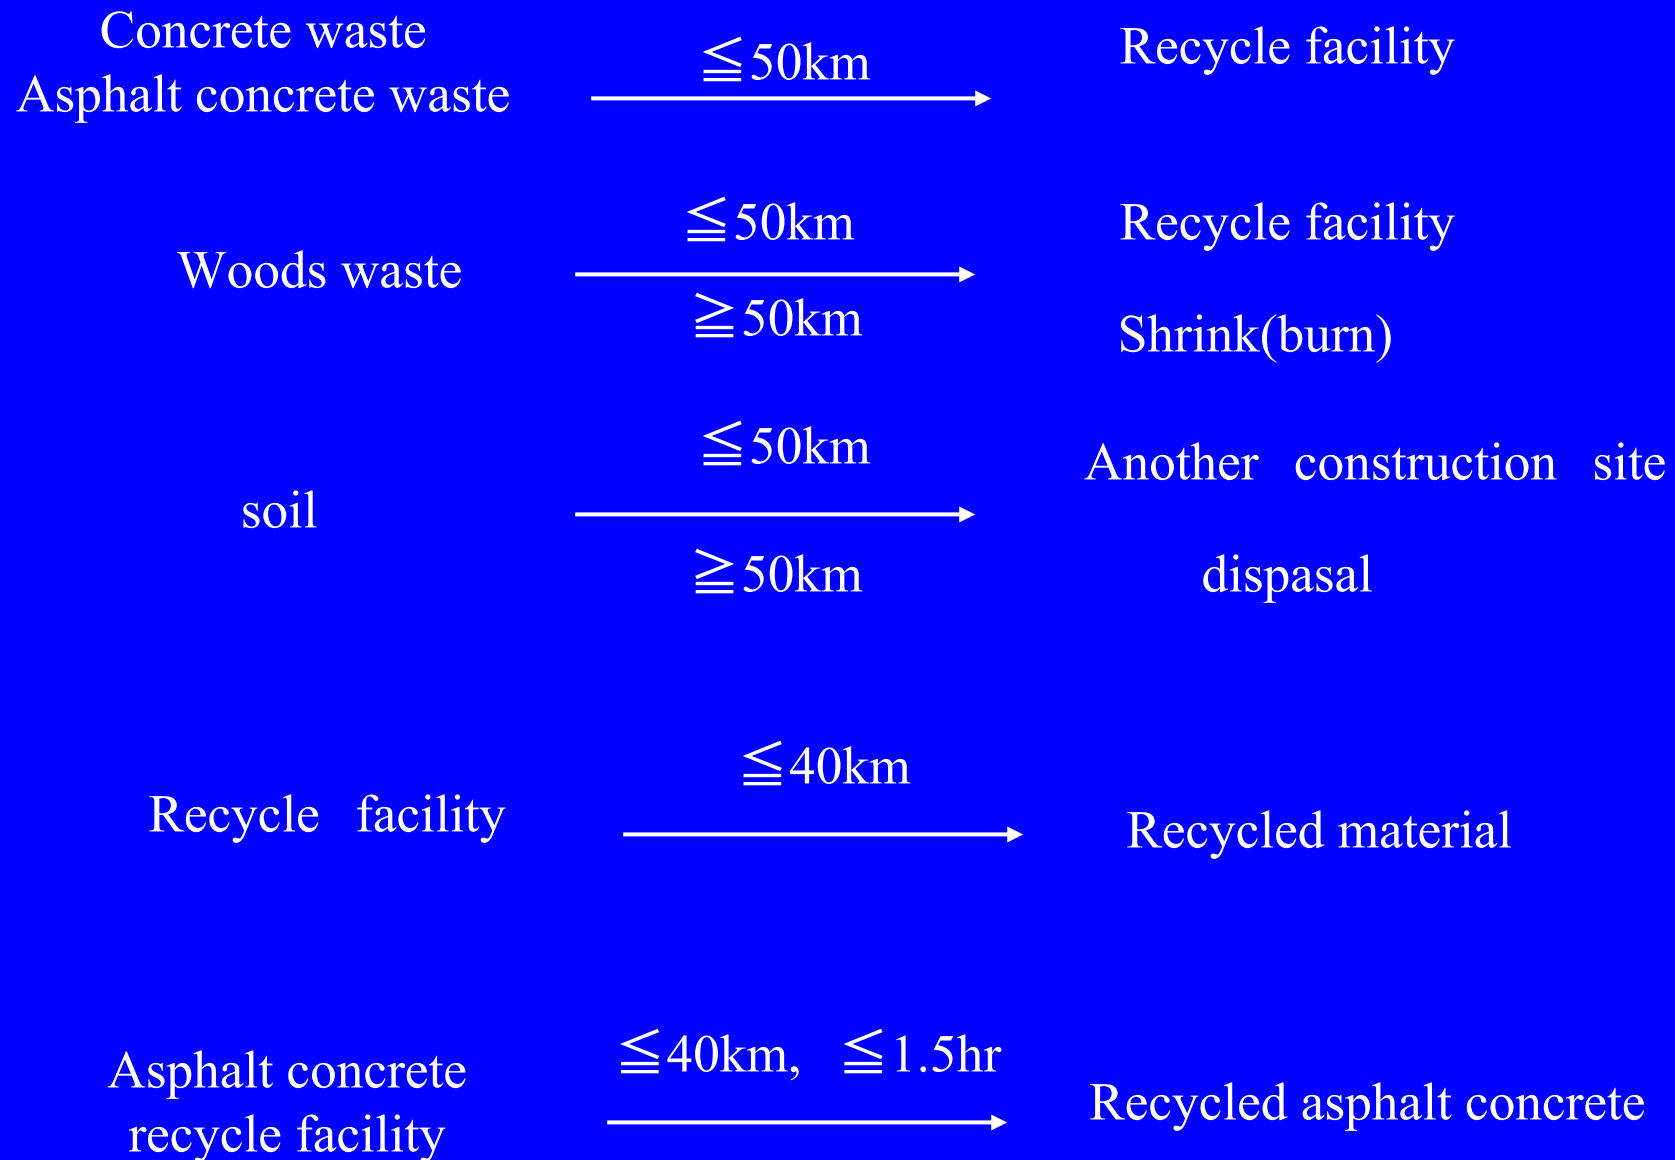 Concrete waste
Asphalt concrete waste
≦50km
Recycle facility
Woods waste
≦50km
Recycle facility
≧50km
Shrink(burn)
soil
≦50km
Another construction site
≧50km
dispasal
Recycle facility
≦40km
Recycled material
Asphalt concrete
recycle facility
≦40km, ≦1.5hr
Recycled asphalt concrete